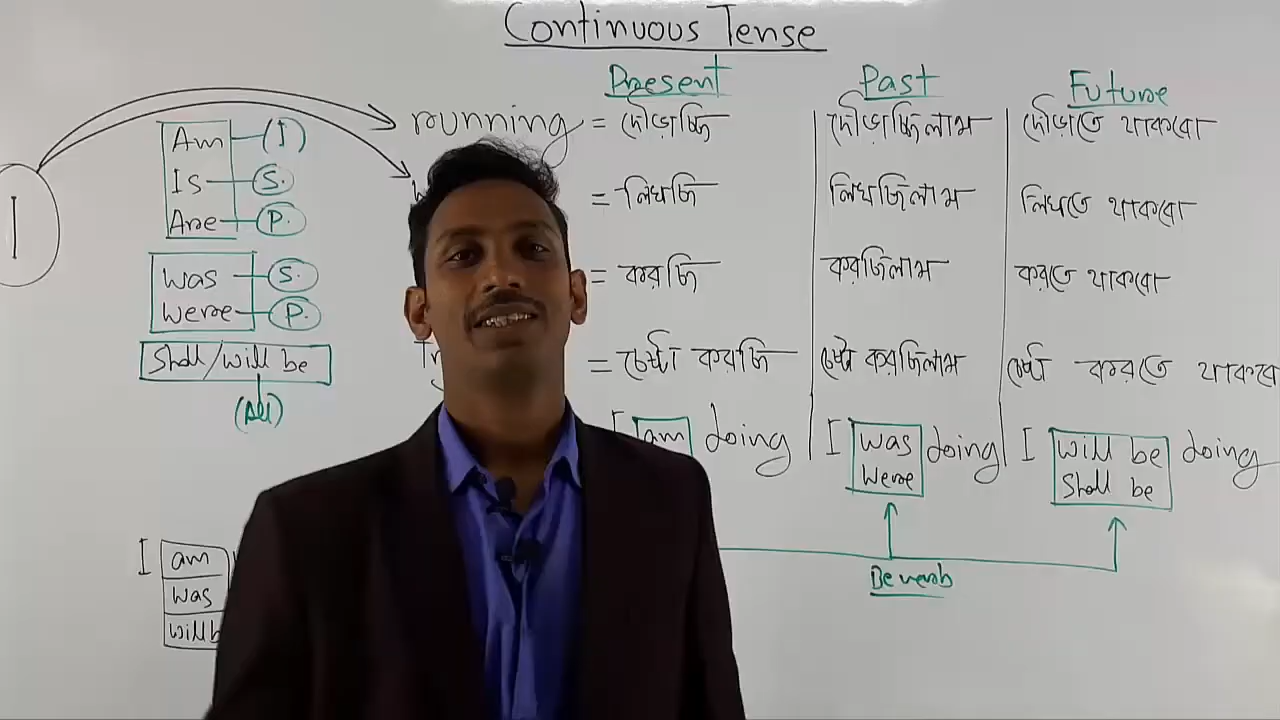 Continuous Tense
Present Past Future
running = দৌড়াচ্ছি দৌড়াচ্ছিলাম দৌড়াতে থাকবো
Am (I)
Is S.
Are P.
= লিখছি লিখছিলাম লিখতে থাকবো
I
Was S.
Were P.
= করছি করছিলাম করতে থাকবো
Shall/will be
(All)
= চেষ্টা করছি চেষ্টা করছিলাম চেষ্টা করতে থাকবো
I am doing I was doing I will be doing
Were Shall be
I am
was
Be verb